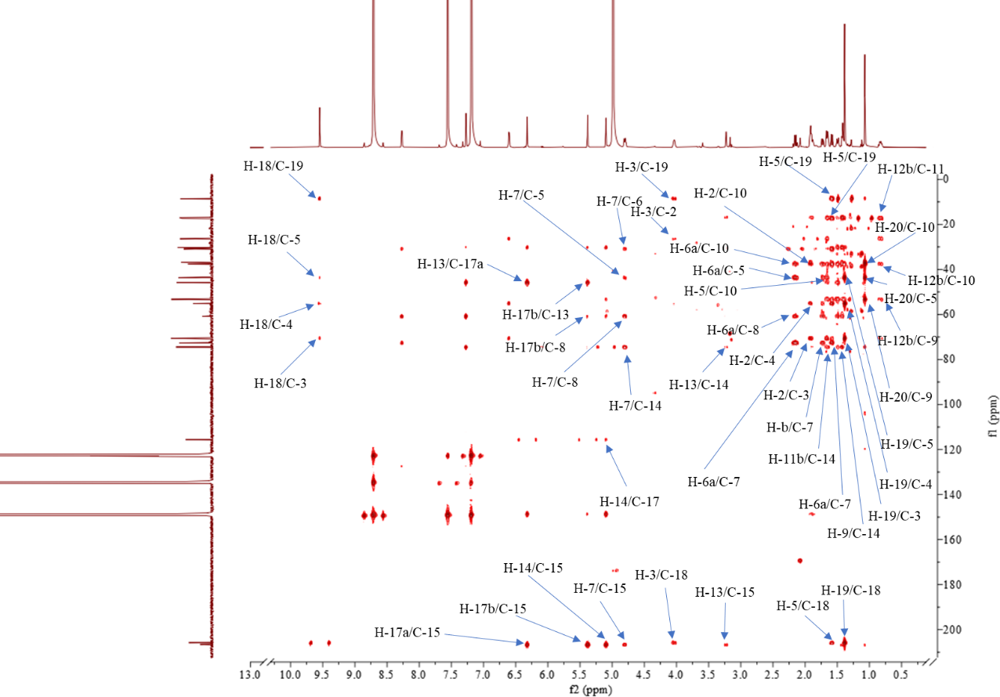 H-18/C-19
H-3/C-19
H-5/C-19
H-5/C-19
H-12b/C-11
H-7/C-5
H-7/C-6
H-2/C-10
H-3/C-2
H-20/C-10
H-18/C-5
H-6a/C-10
H-13/C-17a
H-6a/C-5
H-12b/C-10
H-5/C-10
H-20/C-5
H-17b/C-13
H-18/C-4
H-6a/C-8
H-12b/C-9
H-17b/C-8
H-2/C-4
H-18/C-3
H-7/C-8
H-13/C-14
H-2/C-3
H-20/C-9
H-7/C-14
H-b/C-7
H-19/C-5
H-11b/C-14
H-6a/C-7
H-19/C-4
H-14/C-17
H-6a/C-7
H-19/C-3
H-9/C-14
H-14/C-15
H-7/C-15
H-3/C-18
H-13/C-15
H-19/C-18
H-5/C-18
H-17b/C-15
H-17a/C-15
0
20
40
60
80
100
120
140
160
180
200
f1 (ppm)
13.0 10.0 9.5 9.0 8.5 8.0 7.5 7.0 6.5 6.0 5.5 5.0 4.5 4.0 3.5 3.0 2.5 2.0 1.5 1.0 0.5
f2 (ppm)